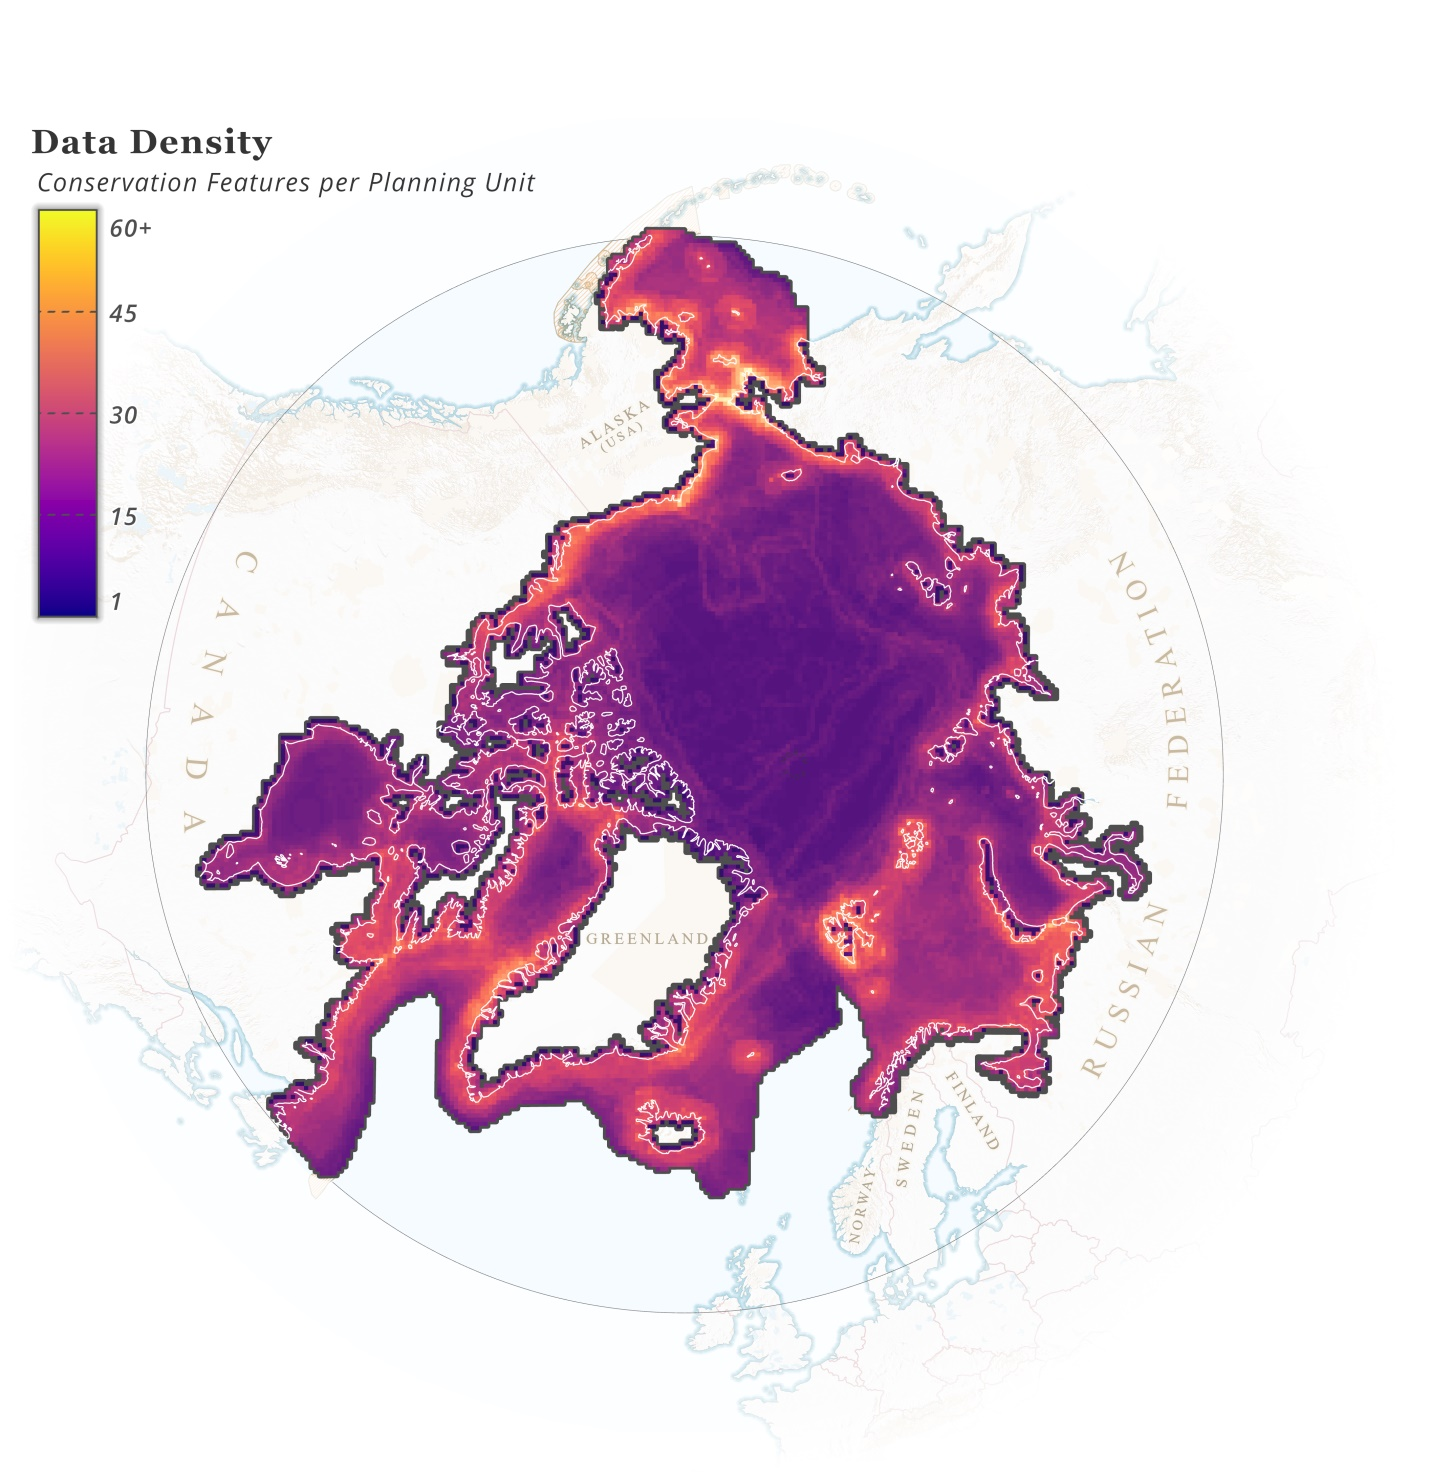 Data Density
Conservation Features per Planning Unit
60+
45
30
15
1
ALASKA
(USA)
CANADA
RUSSIAN FEDERATION
GREENLAND
NORWAY
SWEDEN
FINLAND